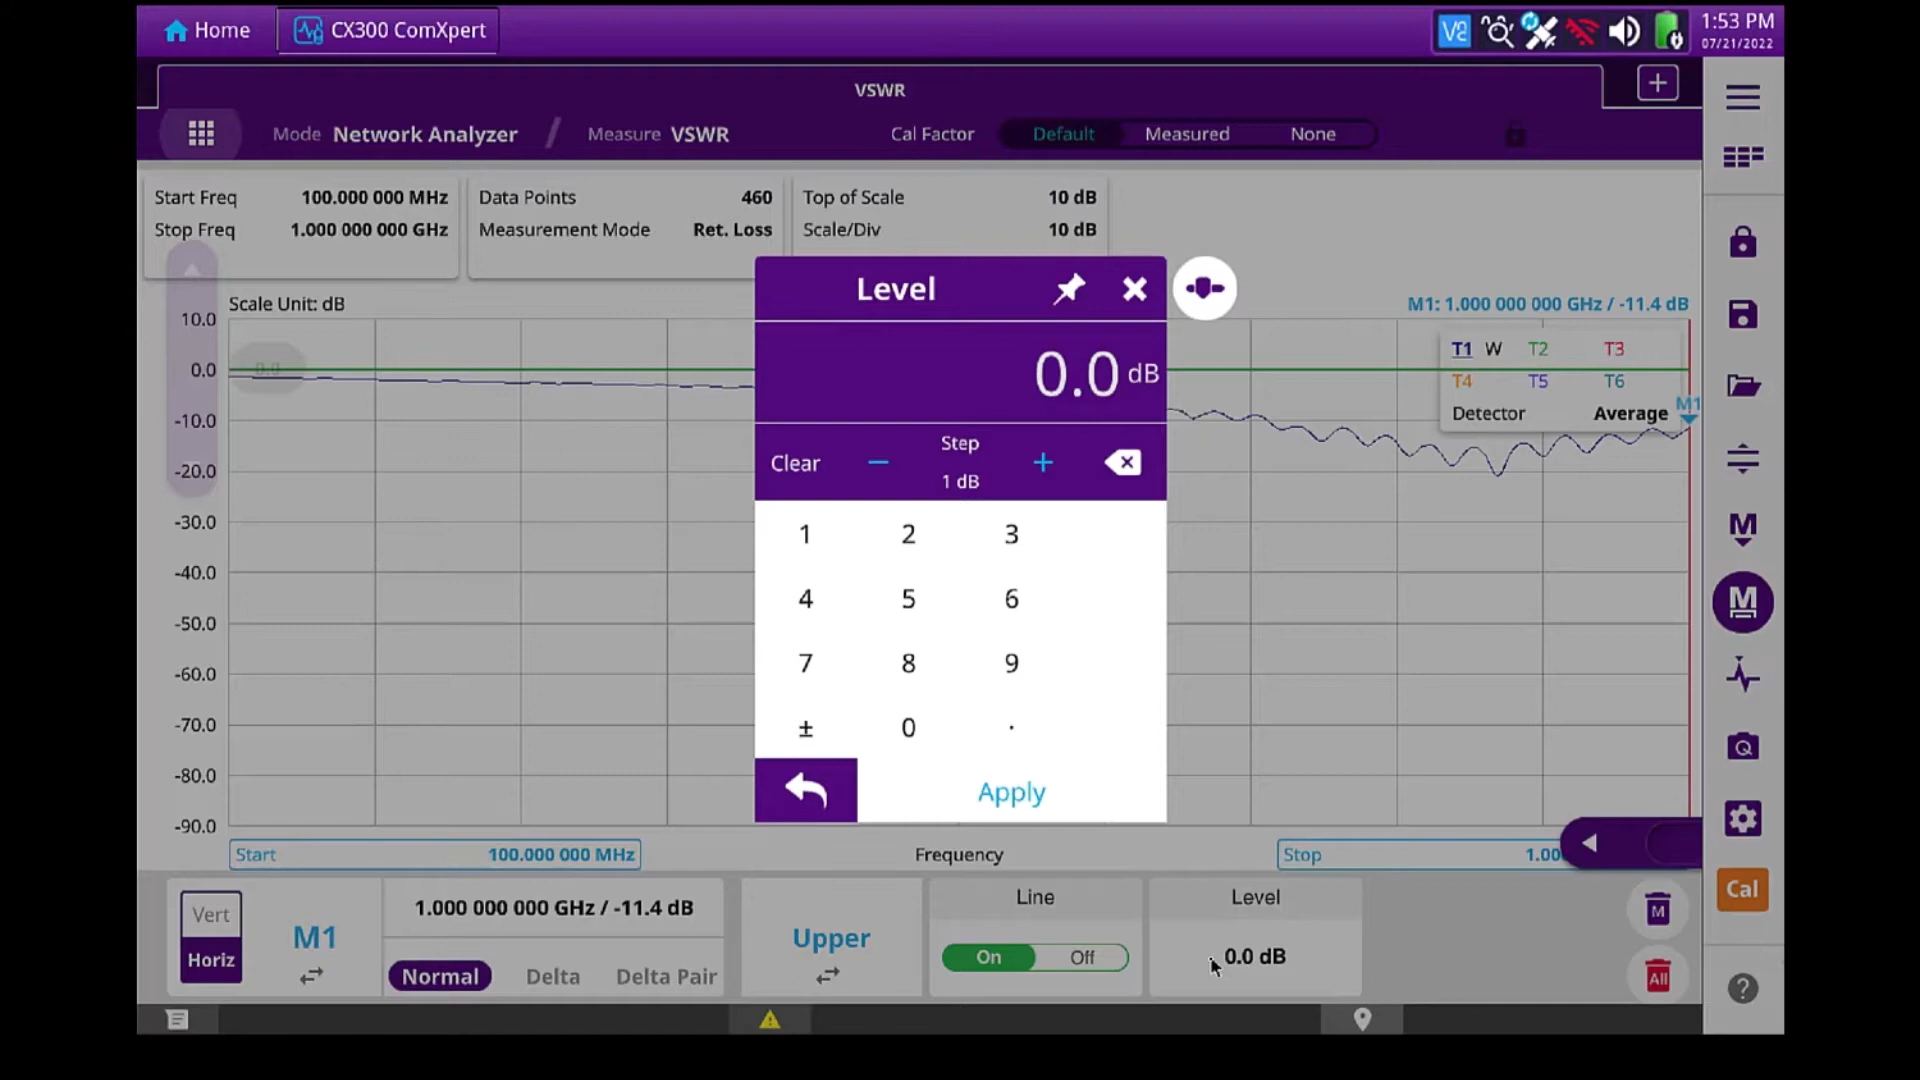 Home
CX300 ComXpert
V2
1:53 PM
07/21/2022
VSWR
Mode Network Analyzer / Measure VSWR
Cal Factor Default Measured None
Start Freq 100.000 000 MHz
Stop Freq 1.000 000 000 GHz
Data Points 460
Measurement Mode Ret. Loss
Top of Scale 10 dB
Scale/Div 10 dB
Scale Unit: dB
M1: 1.000 000 000 GHz / -11.4 dB
10.0
0.0
-10.0
-20.0
-30.0
-40.0
-50.0
-60.0
-70.0
-80.0
-90.0
0.0
T1 W T2 T3
T4 T5 T6
Detector Average
M1
Level
0.0 dB
Clear − Step +
1 dB
1 2 3
4 5 6
7 8 9
± 0 .
Apply
Start 100.000 000 MHz
Frequency
Stop 1.00
Vert
Horiz
M1
1.000 000 000 GHz / -11.4 dB
Normal Delta Delta Pair
Upper
Line
On Off
Level
0.0 dB
M
All
M
M
Cal
?